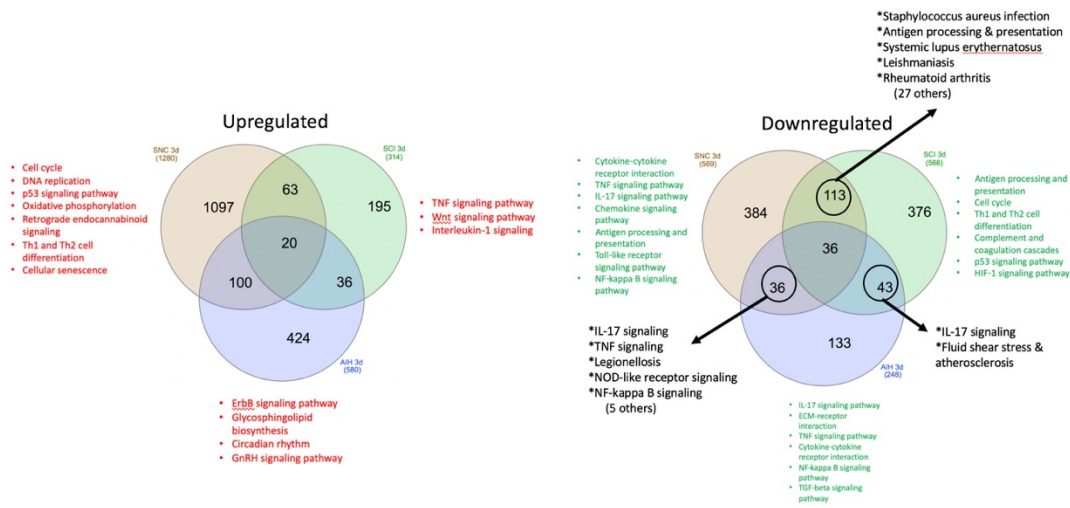 *Staphylococcus aureus infection
*Antigen processing & presentation
*Systemic lupus erythernatosus
*Leishmaniasis
*Rheumatoid arthritis
(27 others)
Upregulated
SNC 3d
(1280)
SCI 3d
(314)
• Cell cycle
• DNA replication
• p53 signaling pathway
• Oxidative phosphorylation
• Retrograde endocannabinoid
signaling
• Th1 and Th2 cell
differentiation
• Cellular senescence
1097
63
195
20
100
36
424
AIH 3d
(580)
• TNF signaling pathway
• Wnt signaling pathway
• Interleukin-1 signaling
• ErbB signaling pathway
• Glycosphingolipid
biosynthesis
• Circadian rhythm
• GnRH signaling pathway
Downregulated
SNC 3d
(569)
SCI 3d
(568)
• Cytokine-cytokine
receptor interaction
• TNF signaling pathway
• IL-17 signaling pathway
• Chemokine signaling
pathway
• Antigen processing and
presentation
• Toll-like receptor
signaling pathway
• NF-kappa B signaling
pathway
384
113
376
36
36
43
133
AIH 3d
(248)
• Antigen processing and
presentation
• Cell cycle
• Th1 and Th2 cell
differentiation
• Complement and
coagulation cascades
• p53 signaling pathway
• HIF-1 signaling pathway
*IL-17 signaling
*TNF signaling
*Legionellosis
*NOD-like receptor signaling
*NF-kappa B signaling
(5 others)
*IL-17 signaling
*Fluid shear stress &
atherosclerosis
• IL-17 signaling pathway
• ECM-receptor
interaction
• TNF signaling pathway
• Cytokine-cytokine
receptor interaction
• NF-kappa B signaling
pathway
• TGF-beta signaling
pathway